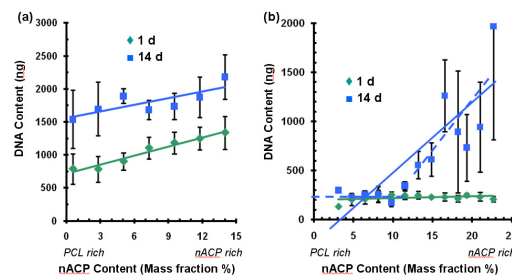 (a)
1 d
14 d
DNA Content (ng)
3000
2500
2000
1500
1000
500
0
0 5 10 15
PCL rich nACP rich
nACP Content (Mass fraction %)
(b)
1 d
14 d
DNA Content (ng)
2000
1500
1000
500
0
0 5 10 15 20
PCL rich nACP rich
nACP Content (Mass fraction %)